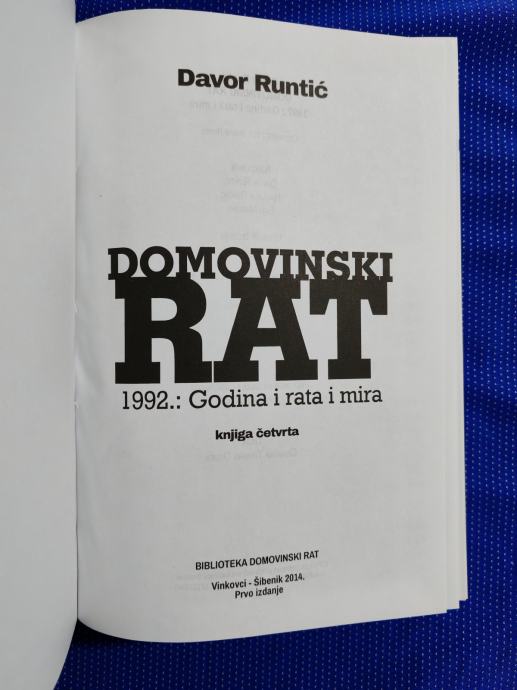 Davor Runtić
DOMOVINSKI
RAT
1992.: Godina i rata i mira
knjiga četvrta
BIBLIOTEKA DOMOVINSKI RAT
Vinkovci - Šibenik 2014.
Prvo izdanje